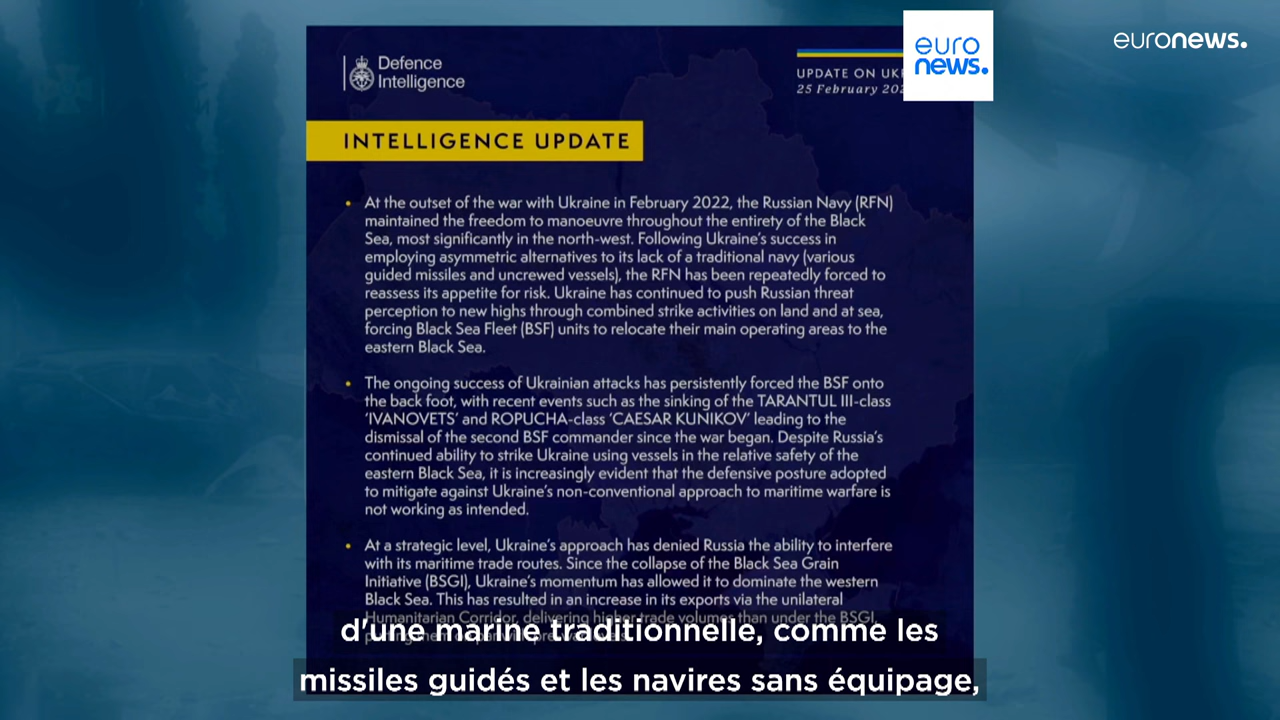 Defence
Intelligence
UPDATE ON UK
25 February 202
euro
news.
euronews.
INTELLIGENCE UPDATE
• At the outset of the war with Ukraine in February 2022, the Russian Navy (RFN)
maintained the freedom to manoeuvre throughout the entirety of the Black
Sea, most significantly in the north-west. Following Ukraine's success in
employing asymmetric alternatives to its lack of a traditional navy (various
guided missiles and uncrewed vessels), the RFN has been repeatedly forced to
reassess its appetite for risk. Ukraine has continued to push Russian threat
perception to new highs through combined strike activities on land and at sea,
forcing Black Sea Fleet (BSF) units to relocate their main operating areas to the
eastern Black Sea.
• The ongoing success of Ukrainian attacks has persistently forced the BSF onto
the back foot, with recent events such as the sinking of the TARANTUL III-class
'IVANOVETS' and ROPUCHA-class 'CAESAR KUNIKOV' leading to the
dismissal of the second BSF commander since the war began. Despite Russia's
continued ability to strike Ukraine using vessels in the relative safety of the
eastern Black Sea, it is increasingly evident that the defensive posture adopted
to mitigate against Ukraine's non-conventional approach to maritime warfare is
not working as intended.
• At a strategic level, Ukraine's approach has denied Russia the ability to interfere
with its maritime trade routes. Since the collapse of the Black Sea Grain
Initiative (BSGI), Ukraine's momentum has allowed it to dominate the western
Black Sea. This has resulted in an increase in its exports via the unilateral
Humanitarian Corridor, delivering higher trade volumes than under the BSGI,
d'une marine traditionnelle, comme les
missiles guidés et les navires sans équipage,